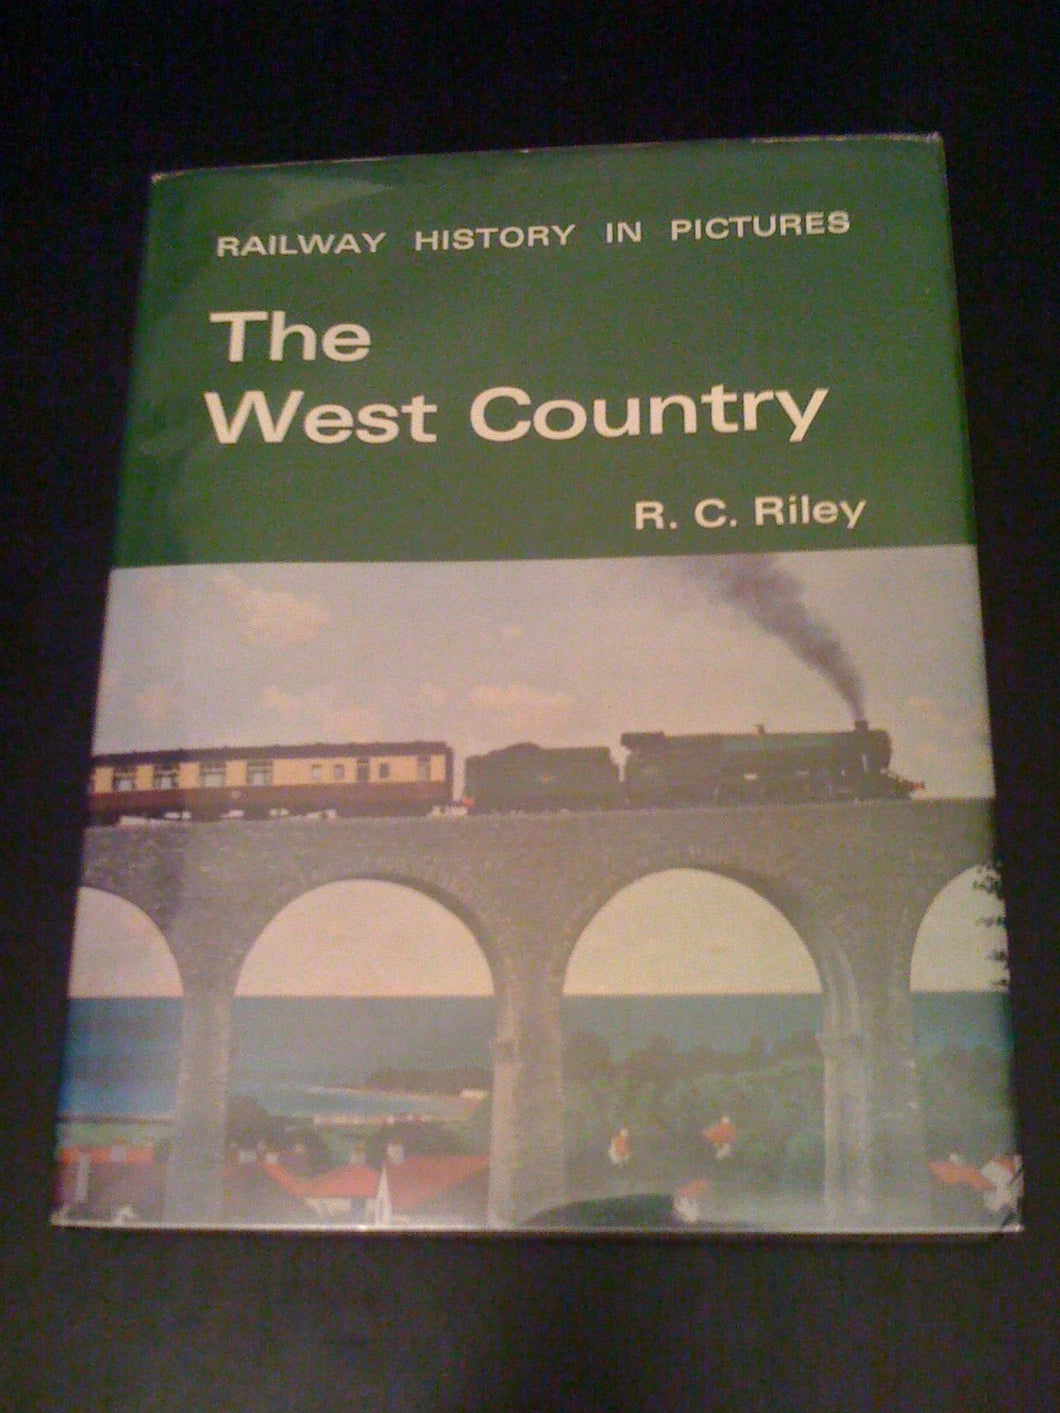 RAILWAY HISTORY IN PICTURES
The
West Country
R. C. Riley